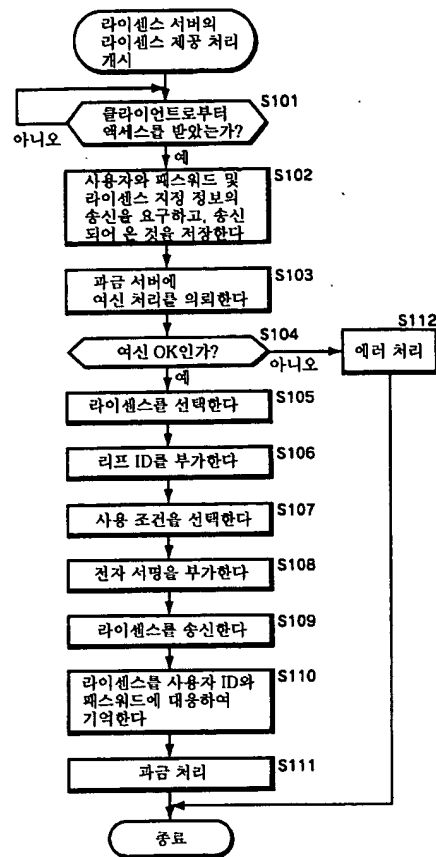 라이센스 서버의
라이센스 제공 처리
개시
S101
클라이언트로부터
액세스를 받았는가?
아니오
예
S102
사용자와 패스워드 및
라이센스 지정 정보의
송신을 요구하고, 송신
되어 온 것을 저장한다
S103
과금 서버에
여신 처리를 의뢰한다
S104
여신 OK인가?
아니오
S112
에러 처리
예
S105
라이센스를 선택한다
S106
리프 ID를 부가한다
S107
사용 조건을 선택한다
S108
전자 서명을 부가한다
S109
라이센스를 송신한다
S110
라이센스를 사용자 ID와
패스워드에 대응하여
기억한다
S111
과금 처리
종료